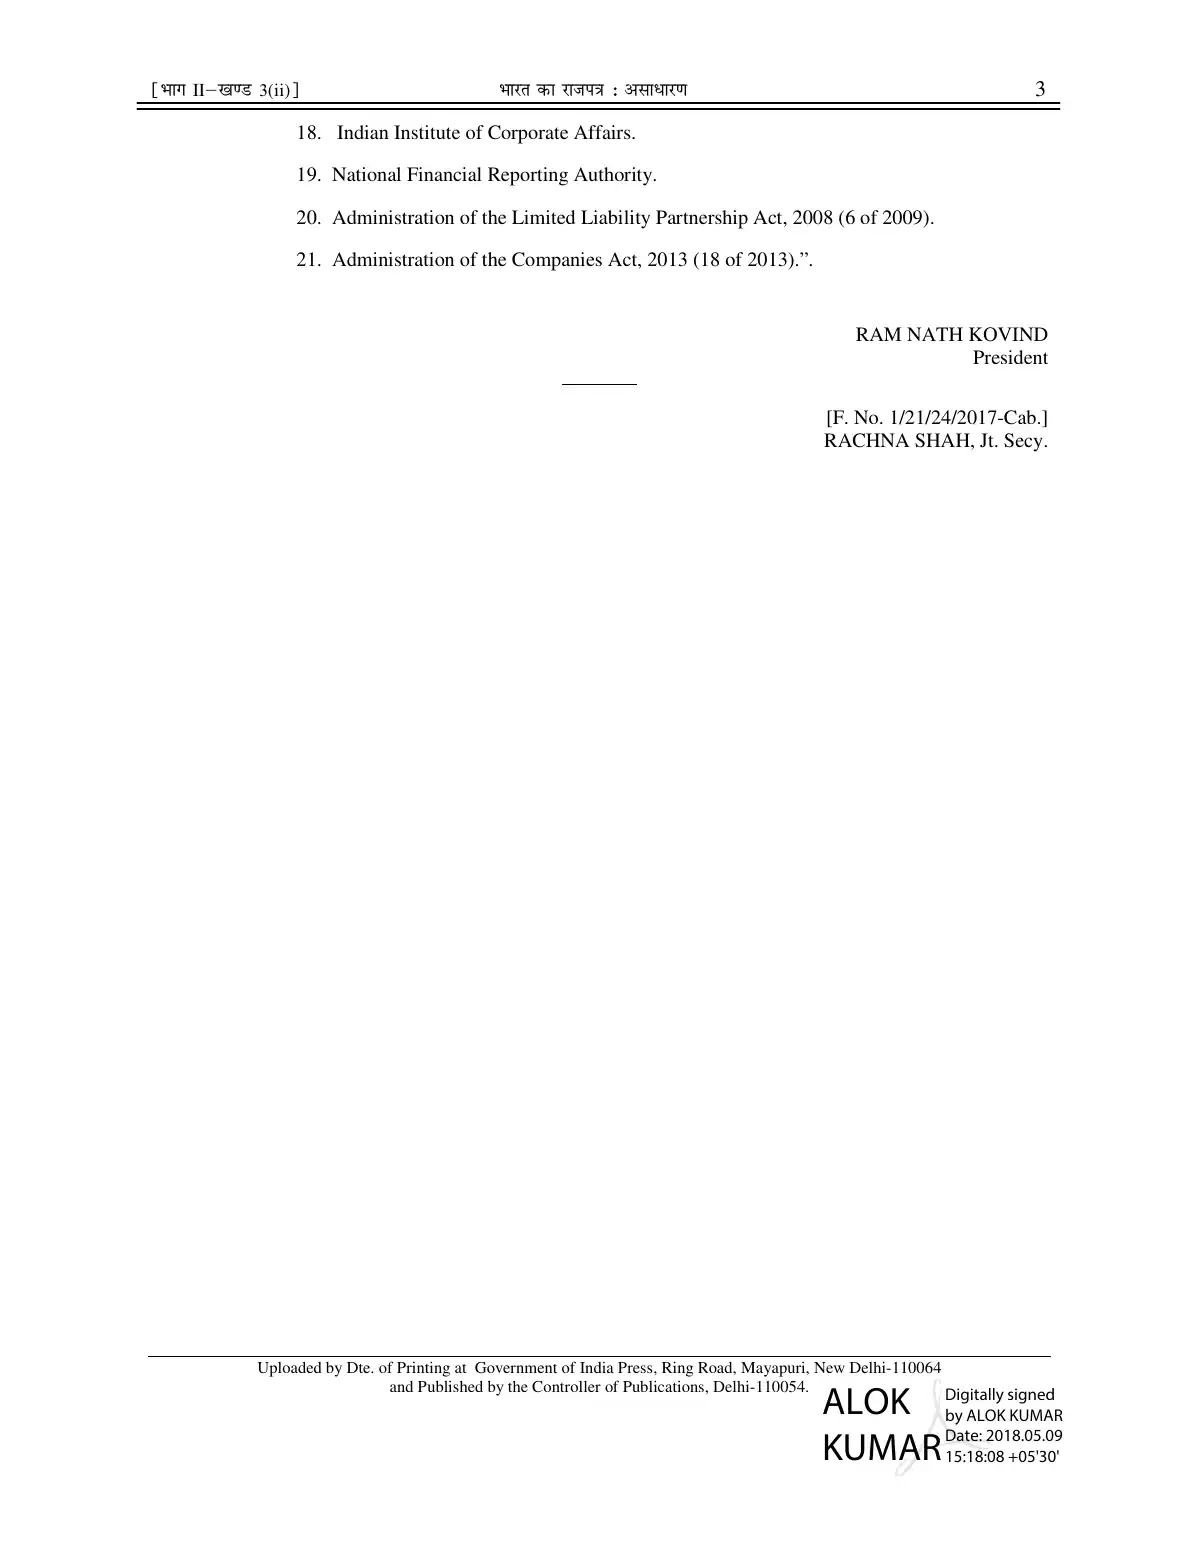 [भाग II–खण्ड 3(ii)] भारत का राजपत्र : असाधारण 3
18. Indian Institute of Corporate Affairs.
19. National Financial Reporting Authority.
20. Administration of the Limited Liability Partnership Act, 2008 (6 of 2009).
21. Administration of the Companies Act, 2013 (18 of 2013).”.
RAM NATH KOVIND
President
[F. No. 1/21/24/2017-Cab.]
RACHNA SHAH, Jt. Secy.
Uploaded by Dte. of Printing at Government of India Press, Ring Road, Mayapuri, New Delhi-110064
and Published by the Controller of Publications, Delhi-110054.
ALOK
KUMAR
Digitally signed
by ALOK KUMAR
Date: 2018.05.09
15:18:08 +05'30'